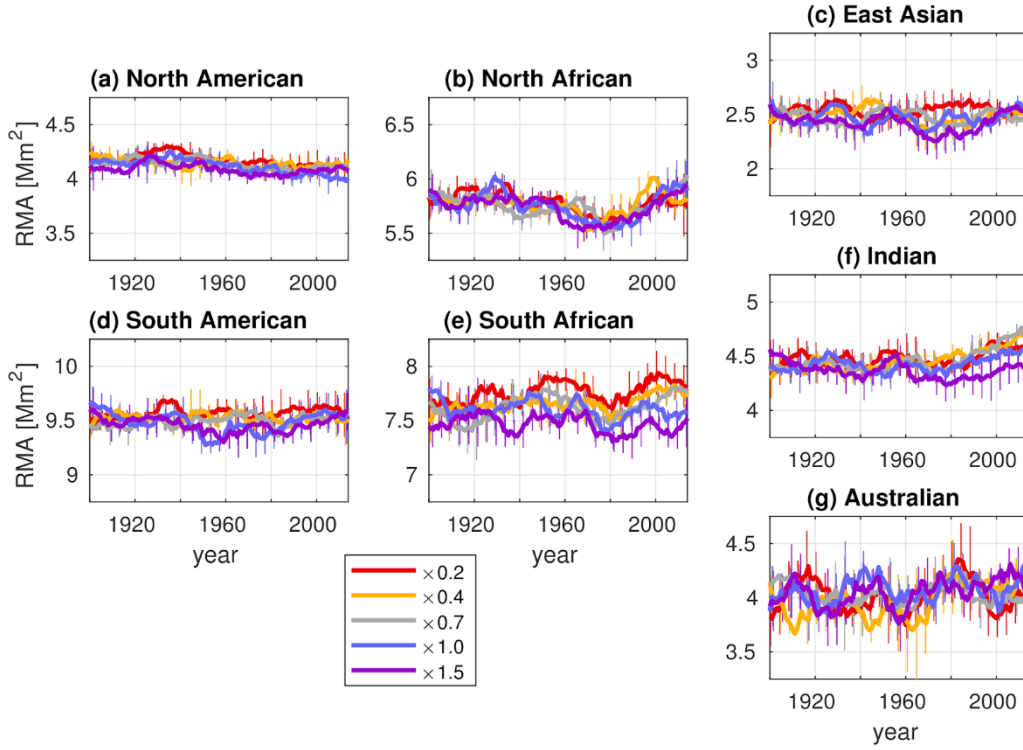 (a) North American
RMA [Mm²]
4.5
4
3.5
1920 1960 2000
(b) North African
6.5
6
5.5
1920 1960 2000
(c) East Asian
3
2.5
2
1920 1960 2000
(d) South American
RMA [Mm²]
10
9.5
9
1920 1960 2000
year
(e) South African
8
7.5
7
1920 1960 2000
year
(f) Indian
5
4.5
4
1920 1960 2000
(g) Australian
4.5
4
3.5
1920 1960 2000
year
×0.2
×0.4
×0.7
×1.0
×1.5